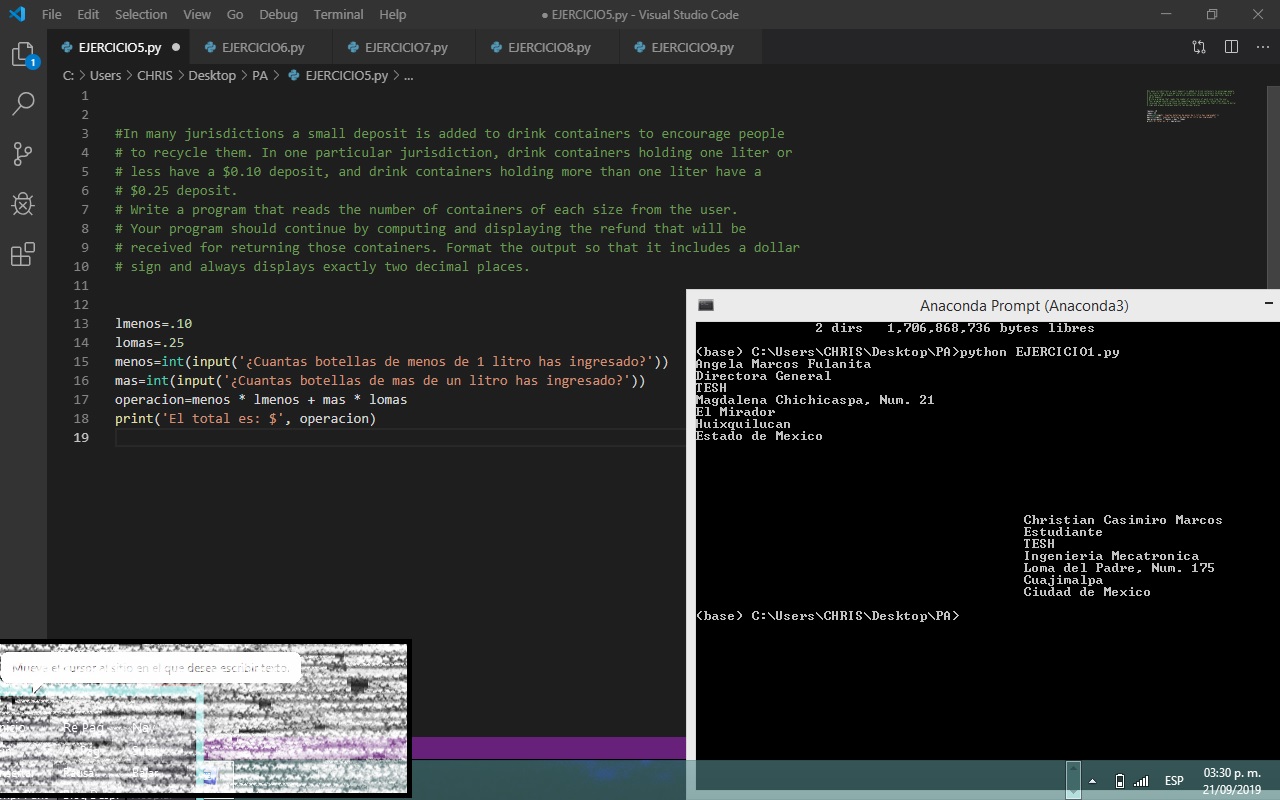 File Edit Selection View Go Debug Terminal Help
● EJERCICIO5.py - Visual Studio Code
EJERCICIO5.py ●
EJERCICIO6.py
EJERCICIO7.py
EJERCICIO8.py
EJERCICIO9.py
1
C: > Users > CHRIS > Desktop > PA > EJERCICIO5.py > ...
1
2
3 #In many jurisdictions a small deposit is added to drink containers to encourage people
4 # to recycle them. In one particular jurisdiction, drink containers holding one liter or
5 # less have a $0.10 deposit, and drink containers holding more than one liter have a
6 # $0.25 deposit.
7 # Write a program that reads the number of containers of each size from the user.
8 # Your program should continue by computing and displaying the refund that will be
9 # received for returning those containers. Format the output so that it includes a dollar
10 # sign and always displays exactly two decimal places.
11
12
13 lmenos=.10
14 lomas=.25
15 menos=int(input('¿Cuantas botellas de menos de 1 litro has ingresado?'))
16 mas=int(input('¿Cuantas botellas de mas de un litro has ingresado?'))
17 operacion=menos * lmenos + mas * lomas
18 print('El total es: $', operacion)
19
Anaconda Prompt (Anaconda3)
2 dirs 1,706,868,736 bytes libres
(base) C:\Users\CHRIS\Desktop\PA>python EJERCICIO1.py
Angela Marcos Fulanita
Directora General
TESH
Magdalena Chichicaspa, Num. 21
El Mirador
Huixquilucan
Estado de Mexico
Christian Casimiro Marcos
Estudiante
TESH
Ingenieria Mecatronica
Loma del Padre, Num. 175
Cuajimalpa
Ciudad de Mexico
(base) C:\Users\CHRIS\Desktop\PA>
Mueva el cursor al sitio en el que desea escribir texto.
Re Pág
Pausa
Bajar
ESP
03:30 p. m.
21/09/2019